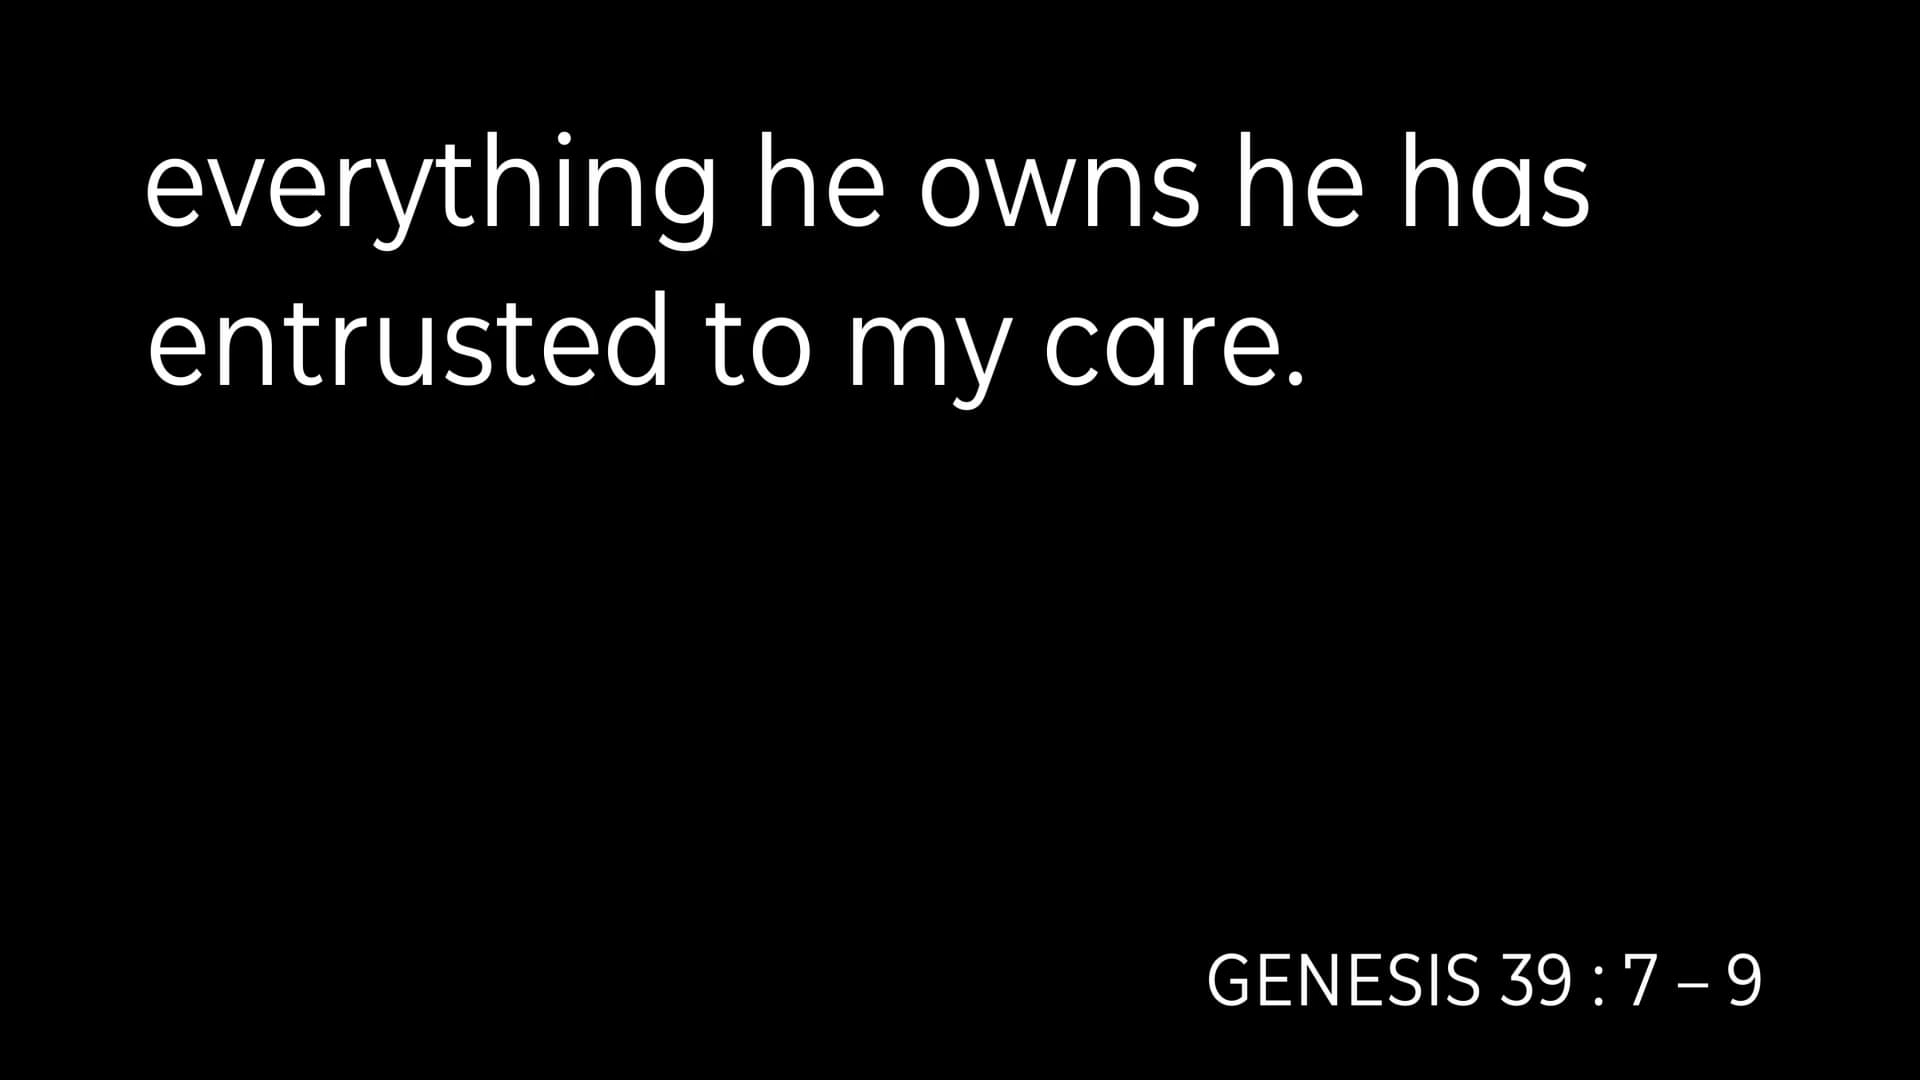 everything he owns he has
entrusted to my care.
GENESIS 39 : 7 – 9